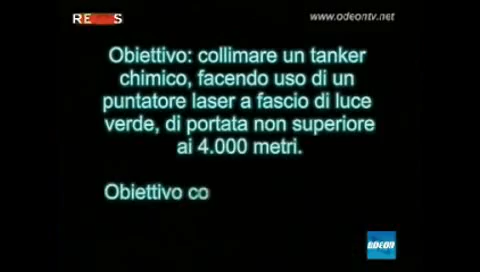 www.odeontv.net
Obiettivo: collimare un tanker
chimico, facendo uso di un
puntatore laser a fascio di luce
verde, di portata non superiore
ai 4.000 metri.
Obiettivo co
ODEON